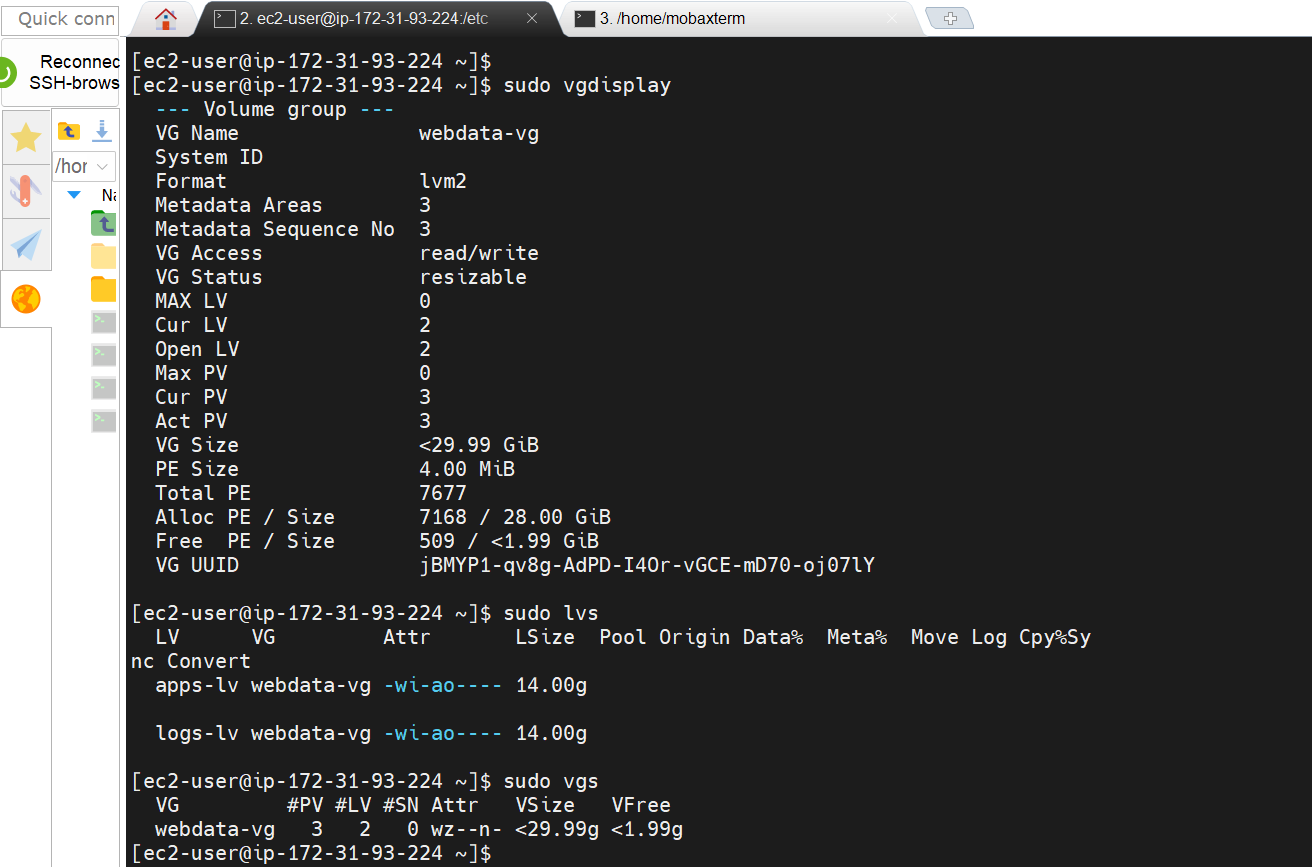 Quick conn
2. ec2-user@ip-172-31-93-224:/etc
3. /home/mobaxterm
Reconnec
SSH-brows
/hor
Na
[ec2-user@ip-172-31-93-224 ~]$
[ec2-user@ip-172-31-93-224 ~]$ sudo vgdisplay
--- Volume group ---
VG Name webdata-vg
System ID
Format lvm2
Metadata Areas 3
Metadata Sequence No 3
VG Access read/write
VG Status resizable
MAX LV 0
Cur LV 2
Open LV 2
Max PV 0
Cur PV 3
Act PV 3
VG Size <29.99 GiB
PE Size 4.00 MiB
Total PE 7677
Alloc PE / Size 7168 / 28.00 GiB
Free PE / Size 509 / <1.99 GiB
VG UUID jBMYP1-qv8g-AdPD-I4Or-vGCE-mD70-oj07lY
[ec2-user@ip-172-31-93-224 ~]$ sudo lvs
LV VG Attr LSize Pool Origin Data% Meta% Move Log Cpy%Sy
nc Convert
apps-lv webdata-vg -wi-ao---- 14.00g
logs-lv webdata-vg -wi-ao---- 14.00g
[ec2-user@ip-172-31-93-224 ~]$ sudo vgs
VG #PV #LV #SN Attr VSize VFree
webdata-vg 3 2 0 wz--n- <29.99g <1.99g
[ec2-user@ip-172-31-93-224 ~]$